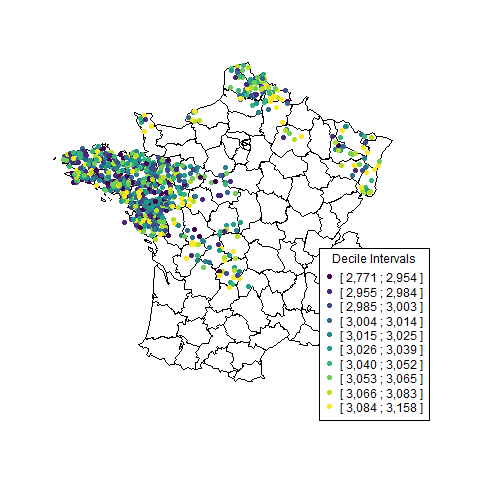 Decile Intervals
[ 2,771 ; 2,954 ]
[ 2,955 ; 2,984 ]
[ 2,985 ; 3,003 ]
[ 3,004 ; 3,014 ]
[ 3,015 ; 3,025 ]
[ 3,026 ; 3,039 ]
[ 3,040 ; 3,052 ]
[ 3,053 ; 3,065 ]
[ 3,066 ; 3,083 ]
[ 3,084 ; 3,158 ]